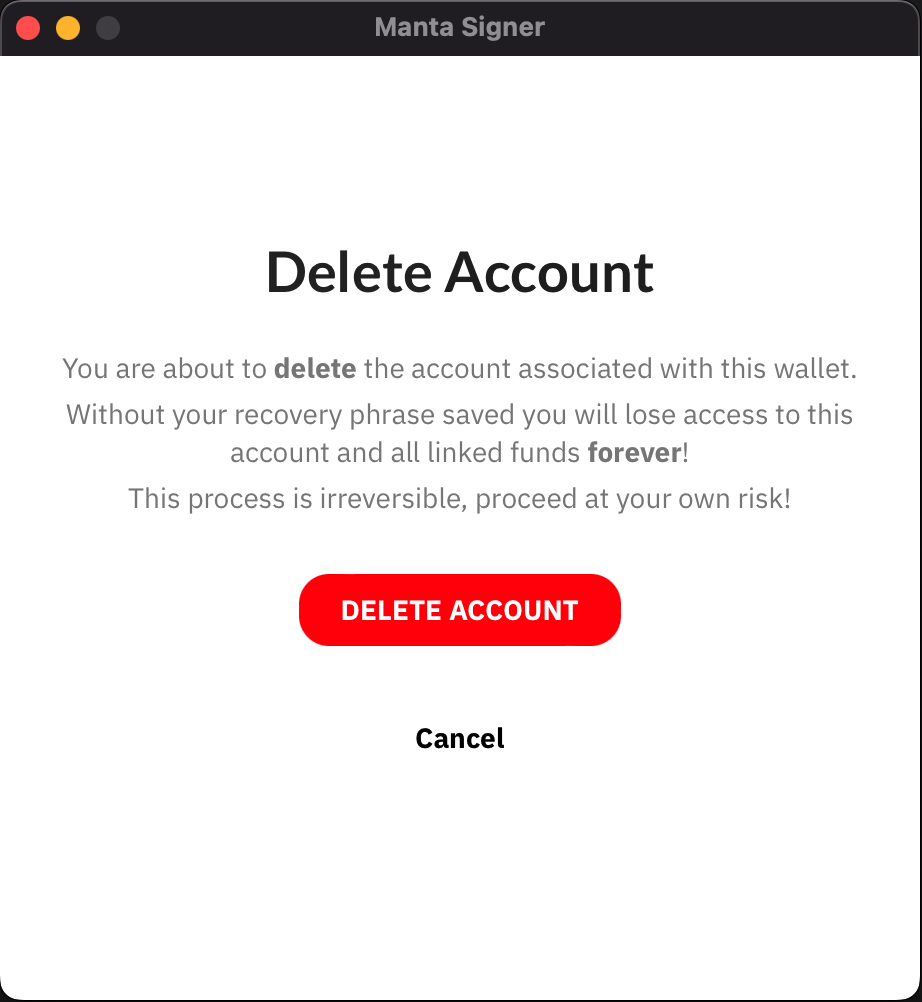 Manta Signer
Delete Account
You are about to delete the account associated with this wallet.
Without your recovery phrase saved you will lose access to this
account and all linked funds forever!
This process is irreversible, proceed at your own risk!
DELETE ACCOUNT
Cancel